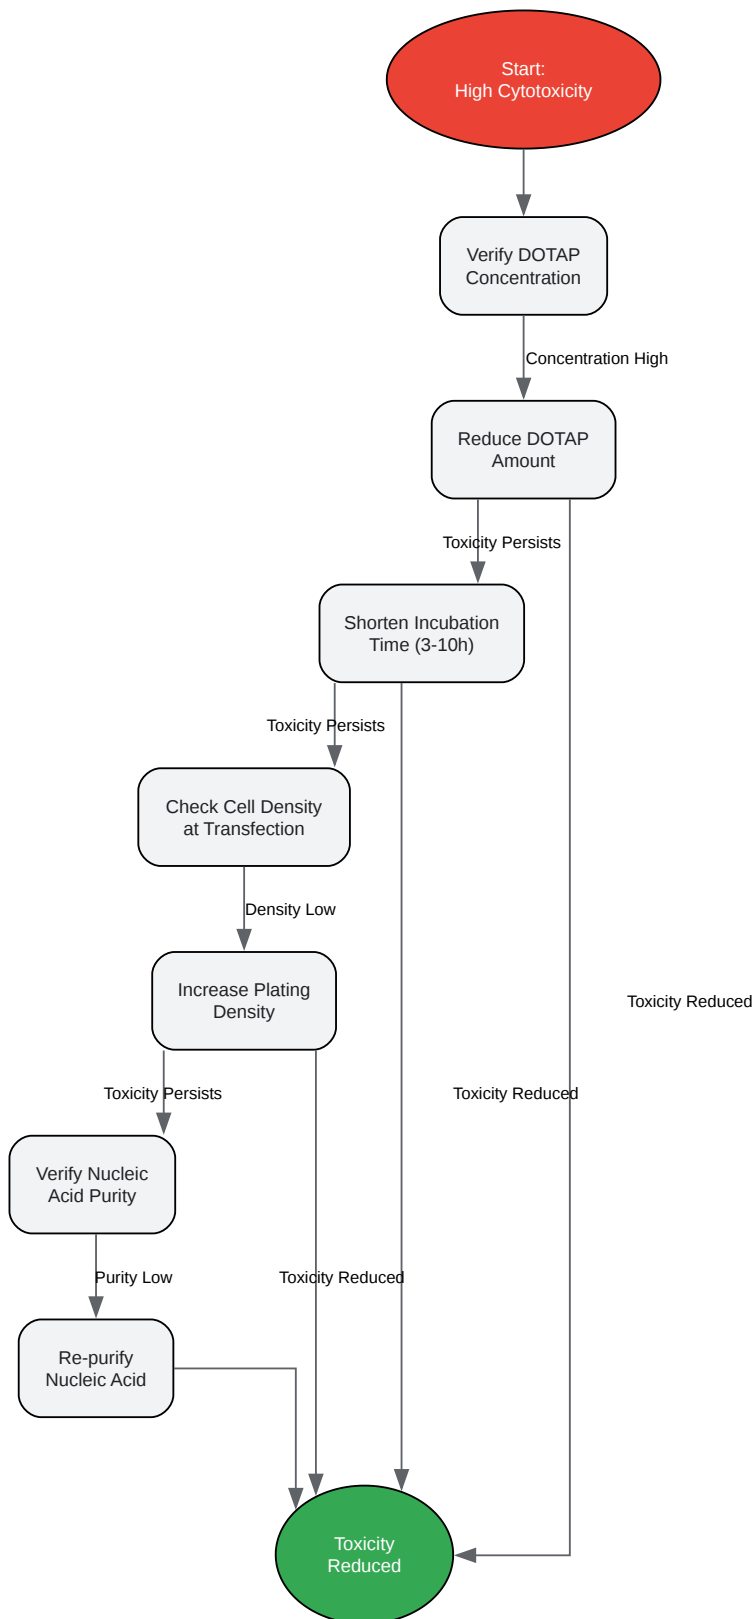 Start:
High Cytotoxicity
Verify DOTAP
Concentration
Concentration High
Reduce DOTAP
Amount
Toxicity Persists
Shorten Incubation
Time (3-10h)
Toxicity Persists
Check Cell Density
at Transfection
Density Low
Increase Plating
Density
Toxicity Reduced
Toxicity Persists
Toxicity Reduced
Verify Nucleic
Acid Purity
Purity Low
Toxicity Reduced
Re-purify
Nucleic Acid
Toxicity
Reduced